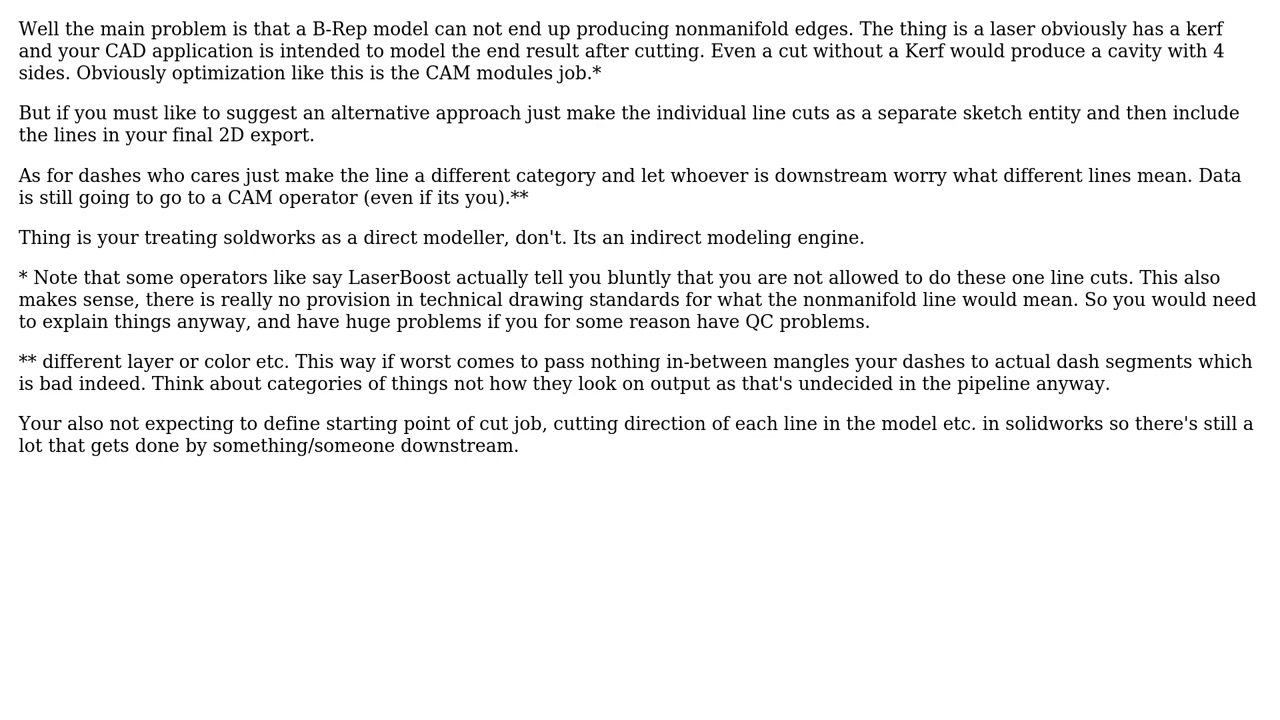 Well the main problem is that a B-Rep model can not end up producing nonmanifold edges. The thing is a laser obviously has a kerf
and your CAD application is intended to model the end result after cutting. Even a cut without a Kerf would produce a cavity with 4
sides. Obviously optimization like this is the CAM modules job.*
But if you must like to suggest an alternative approach just make the individual line cuts as a separate sketch entity and then include
the lines in your final 2D export.
As for dashes who cares just make the line a different category and let whoever is downstream worry what different lines mean. Data
is still going to go to a CAM operator (even if its you).**
Thing is your treating soldworks as a direct modeller, don't. Its an indirect modeling engine.
* Note that some operators like say LaserBoost actually tell you bluntly that you are not allowed to do these one line cuts. This also
makes sense, there is really no provision in technical drawing standards for what the nonmanifold line would mean. So you would need
to explain things anyway, and have huge problems if you for some reason have QC problems.
** different layer or color etc. This way if worst comes to pass nothing in-between mangles your dashes to actual dash segments which
is bad indeed. Think about categories of things not how they look on output as that's undecided in the pipeline anyway.
Your also not expecting to define starting point of cut job, cutting direction of each line in the model etc. in solidworks so there's still a
lot that gets done by something/someone downstream.